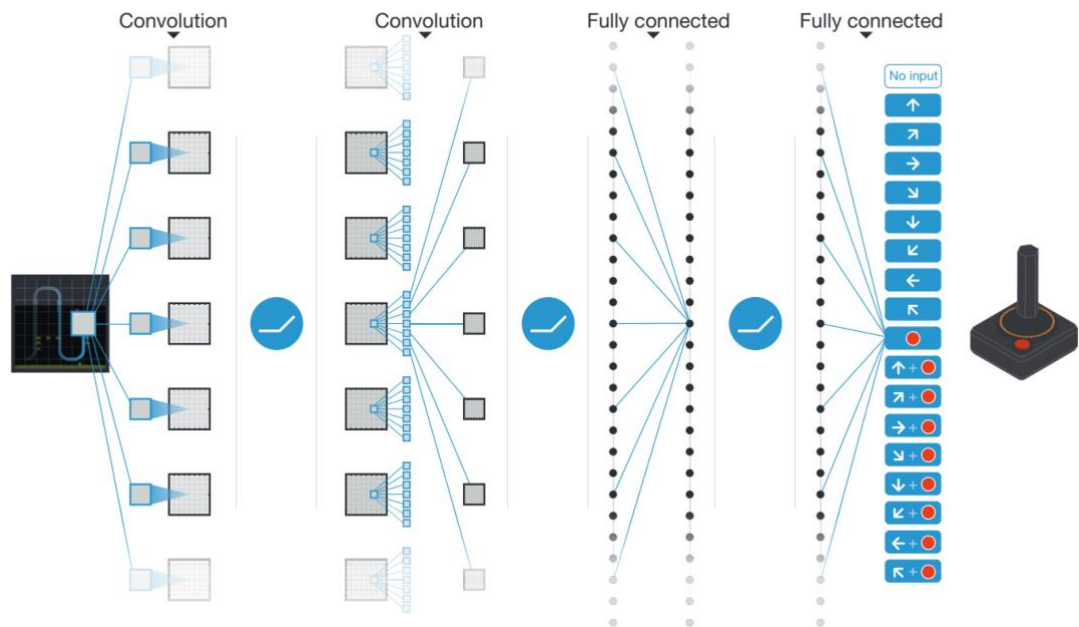 Convolution
Convolution
Fully connected
Fully connected
No input
+
+
+
+
+
+
+
+